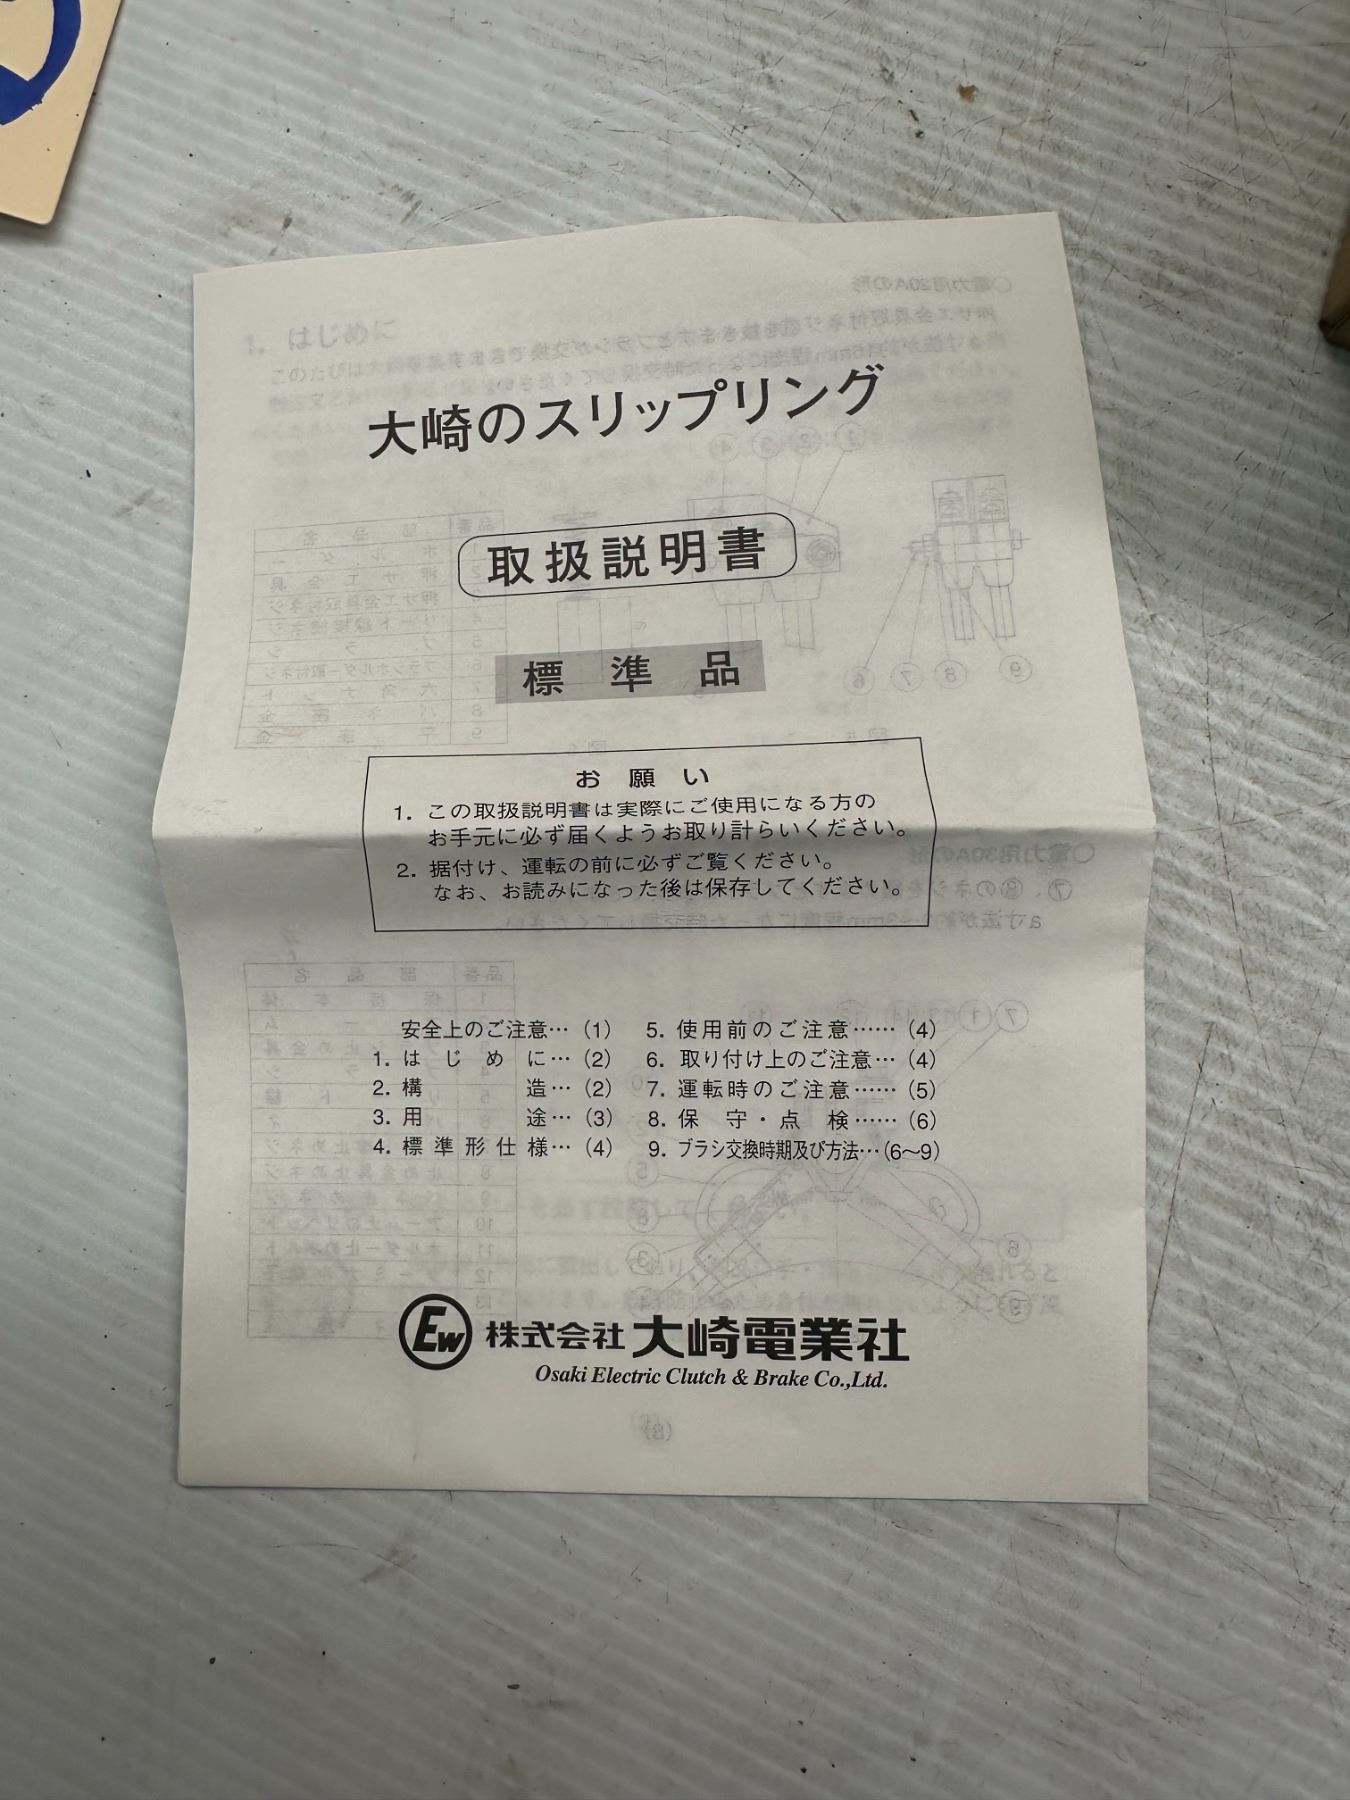 大崎のスリップリング
取扱説明書
標準品
お願い
1. この取扱説明書は実際にご使用になる方の
お手元に必ず届くようお取り計らいください。
2. 据付け、運転の前に必ずご覧ください。
なお、お読みになった後は保存してください。
安全上のご注意…(1)
1. はじめに…(2)
2. 構造…(2)
3. 用途…(3)
4. 標準形仕様…(4)
5. 使用前のご注意……(4)
6. 取り付け上のご注意…(4)
7. 運転時のご注意……(5)
8. 保守・点検……(6)
9. ブラシ交換時期及び方法…(6〜9)
Ew 株式会社 大崎電業社
Osaki Electric Clutch & Brake Co.,Ltd.